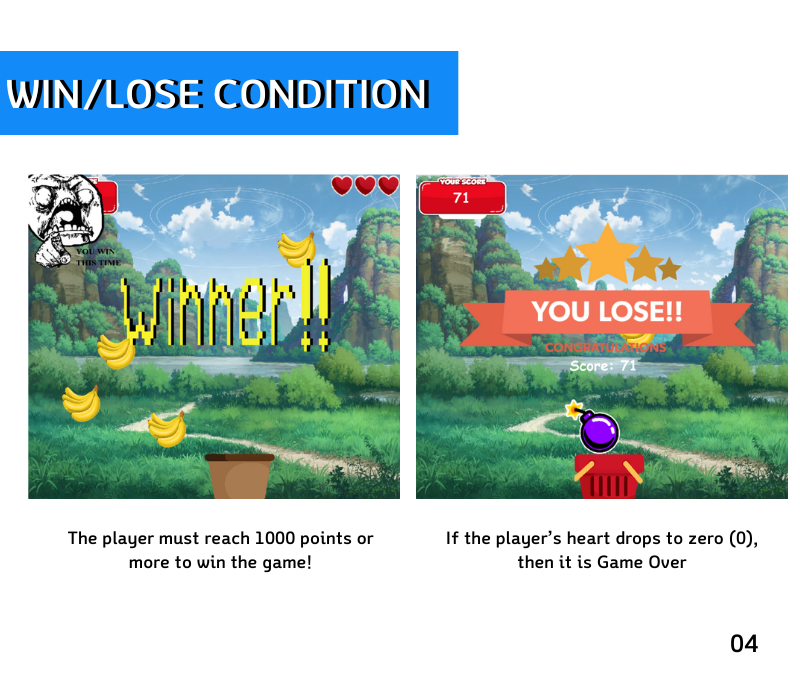 WIN/LOSE CONDITION
YOU WIN
THIS TIME
winner!!
YOUR SCORE
71
YOU LOSE!!
CONGRATULATIONS
Score: 71
The player must reach 1000 points or
more to win the game!
If the player’s heart drops to zero (0),
then it is Game Over
04